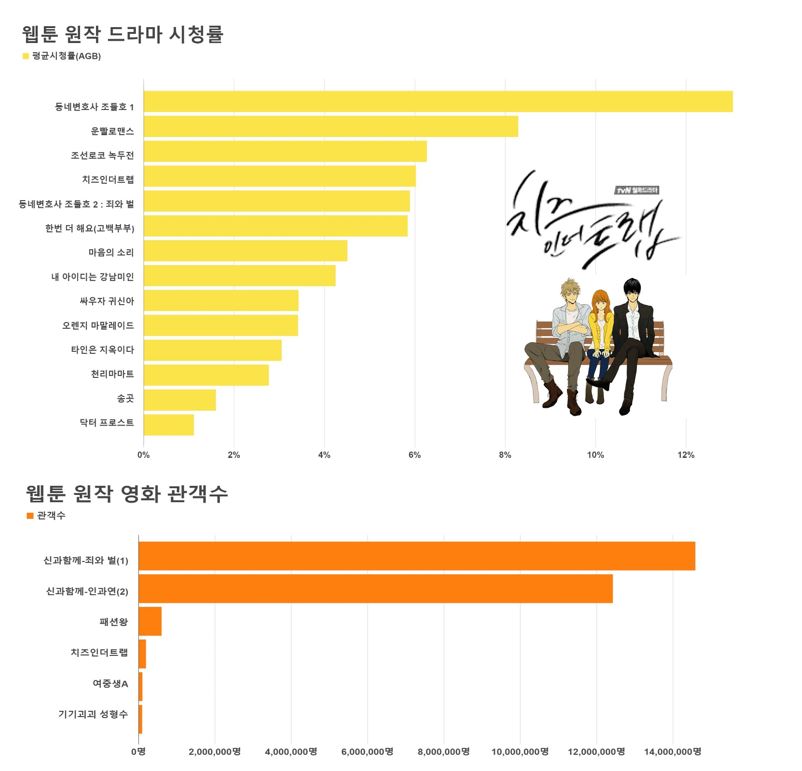 웹툰 원작 드라마 시청률
평균시청률(AGB)
동네변호사 조들호 1
운빨로맨스
조선로코 녹두전
치즈인더트랩
동네변호사 조들호 2 : 죄와 벌
한번 더 해요(고백부부)
마음의 소리
내 아이디는 강남미인
싸우자 귀신아
오렌지 마말레이드
타인은 지옥이다
천리마마트
송곳
닥터 프로스트
0% 2% 4% 6% 8% 10% 12%
tvN 월화드라마
치즈
인더트랩
웹툰 원작 영화 관객수
관객수
신과함께-죄와 벌(1)
신과함께-인과연(2)
패션왕
치즈인더트랩
여중생A
기기괴괴 성형수
0명 2,000,000명 4,000,000명 6,000,000명 8,000,000명 10,000,000명 12,000,000명 14,000,000명